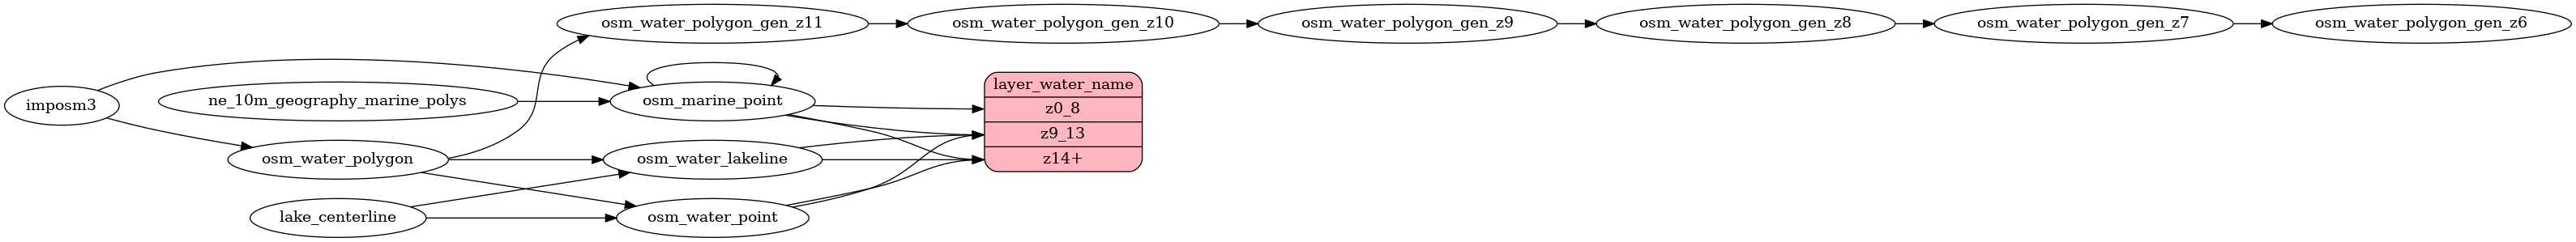 osm_water_polygon_gen_z11
osm_water_polygon_gen_z10
osm_water_polygon_gen_z9
osm_water_polygon_gen_z8
osm_water_polygon_gen_z7
osm_water_polygon_gen_z6
imposm3
ne_10m_geography_marine_polys
osm_marine_point
layer_water_name
z0_8
z9_13
z14+
osm_water_polygon
osm_water_lakeline
lake_centerline
osm_water_point